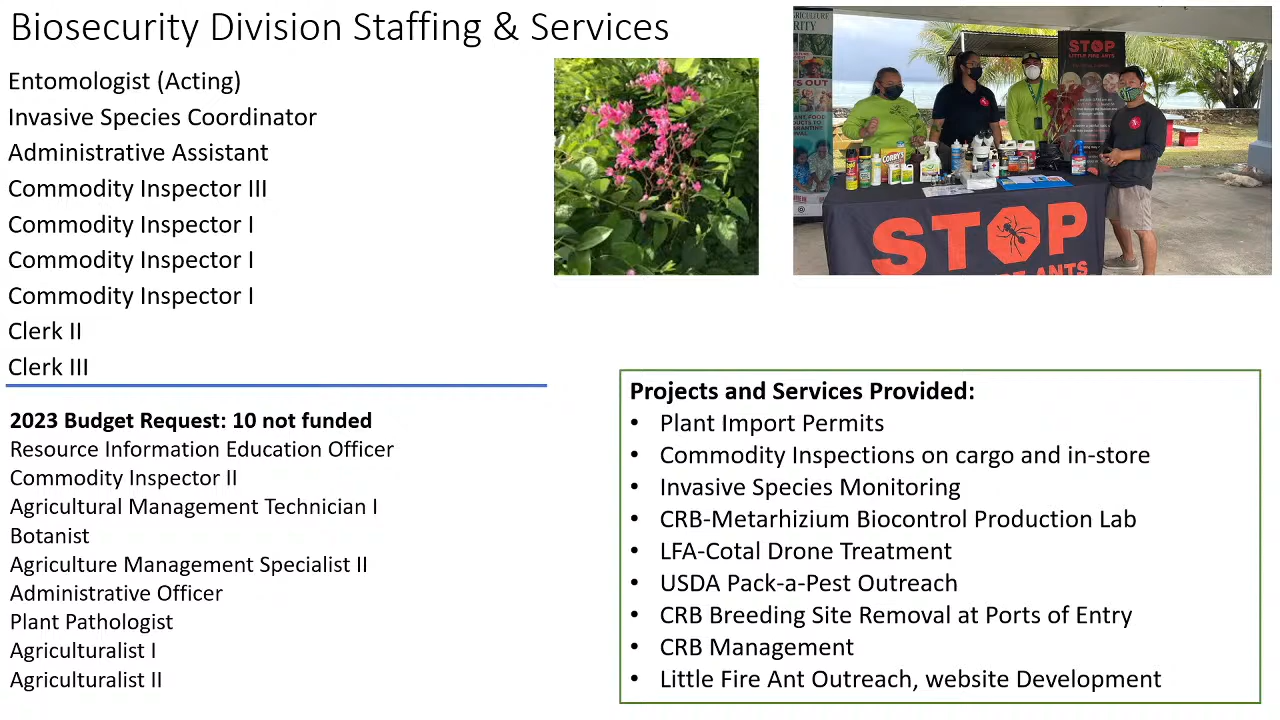 Biosecurity Division Staffing & Services
Entomologist (Acting)
Invasive Species Coordinator
Administrative Assistant
Commodity Inspector III
Commodity Inspector I
Commodity Inspector I
Commodity Inspector I
Clerk II
Clerk III
2023 Budget Request: 10 not funded
Resource Information Education Officer
Commodity Inspector II
Agricultural Management Technician I
Botanist
Agriculture Management Specialist II
Administrative Officer
Plant Pathologist
Agriculturalist I
Agriculturalist II
STOP
LITTLE FIRE ANTS
CORRY'S
STOP
ANTS
Projects and Services Provided:
• Plant Import Permits
• Commodity Inspections on cargo and in-store
• Invasive Species Monitoring
• CRB-Metarhizium Biocontrol Production Lab
• LFA-Cotal Drone Treatment
• USDA Pack-a-Pest Outreach
• CRB Breeding Site Removal at Ports of Entry
• CRB Management
• Little Fire Ant Outreach, website Development